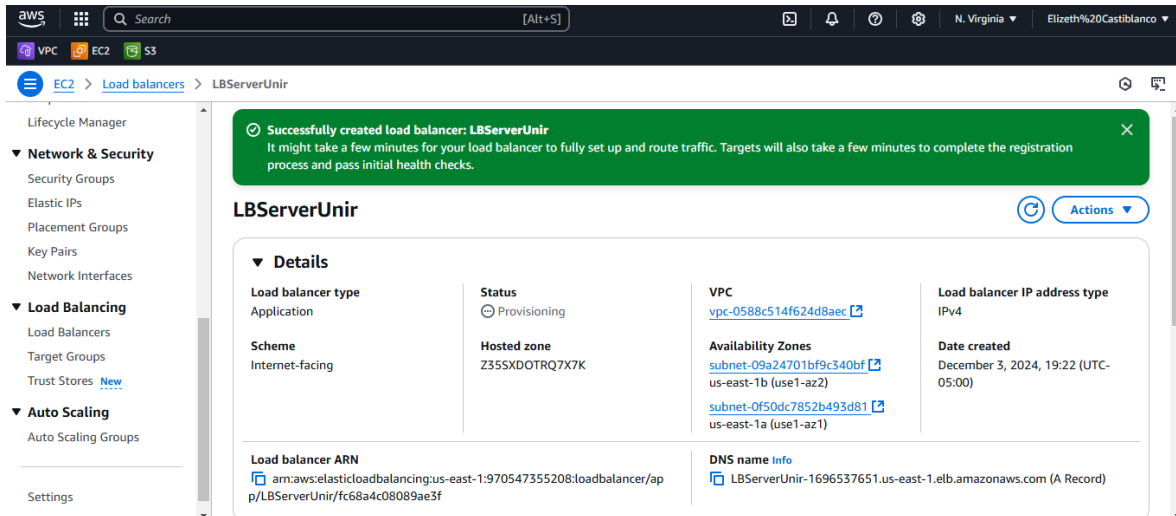 aws
Search
[Alt+S]
N. Virginia ▼
Elizeth%20Castiblanco ▼
VPC
EC2
S3
EC2 > Load balancers > LBServerUnir
Lifecycle Manager
▼ Network & Security
Security Groups
Elastic IPs
Placement Groups
Key Pairs
Network Interfaces
▼ Load Balancing
Load Balancers
Target Groups
Trust Stores New
▼ Auto Scaling
Auto Scaling Groups
Settings
Successfully created load balancer: LBServerUnir
It might take a few minutes for your load balancer to fully set up and route traffic. Targets will also take a few minutes to complete the registration
process and pass initial health checks.
LBServerUnir
Actions ▼
▼ Details
Load balancer type
Application
Status
Provisioning
VPC
vpc-0588c514f624d8aec
Load balancer IP address type
IPv4
Scheme
Internet-facing
Hosted zone
Z35SXDOTRQ7X7K
Availability Zones
subnet-09a24701bf9c340bf
us-east-1b (use1-az2)
subnet-0f50dc7852b493d81
us-east-1a (use1-az1)
Date created
December 3, 2024, 19:22 (UTC-
05:00)
Load balancer ARN
arn:aws:elasticloadbalancing:us-east-1:970547355208:loadbalancer/ap
p/LBServerUnir/fc68a4c08089ae3f
DNS name Info
LBServerUnir-1696537651.us-east-1.elb.amazonaws.com (A Record)